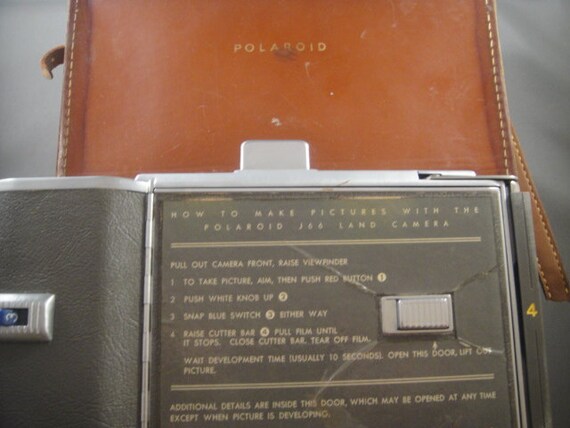 POLAROID
HOW TO MAKE PICTURES WITH THE
POLAROID J66 LAND CAMERA
PULL OUT CAMERA FRONT, RAISE VIEWFINDER
1 TO TAKE PICTURE, AIM, THEN PUSH RED BUTTON 1
2 PUSH WHITE KNOB UP 2
3 SNAP BLUE SWITCH 3 EITHER WAY
4 RAISE CUTTER BAR 4 PULL FILM UNTIL
IT STOPS. CLOSE CUTTER BAR. TEAR OFF FILM.
WAIT DEVELOPMENT TIME (USUALLY 10 SECONDS). OPEN THIS DOOR, LIFT OUT
PICTURE.
ADDITIONAL DETAILS ARE INSIDE THIS DOOR, WHICH MAY BE OPENED AT ANY TIME
EXCEPT WHEN PICTURE IS DEVELOPING.
3
4